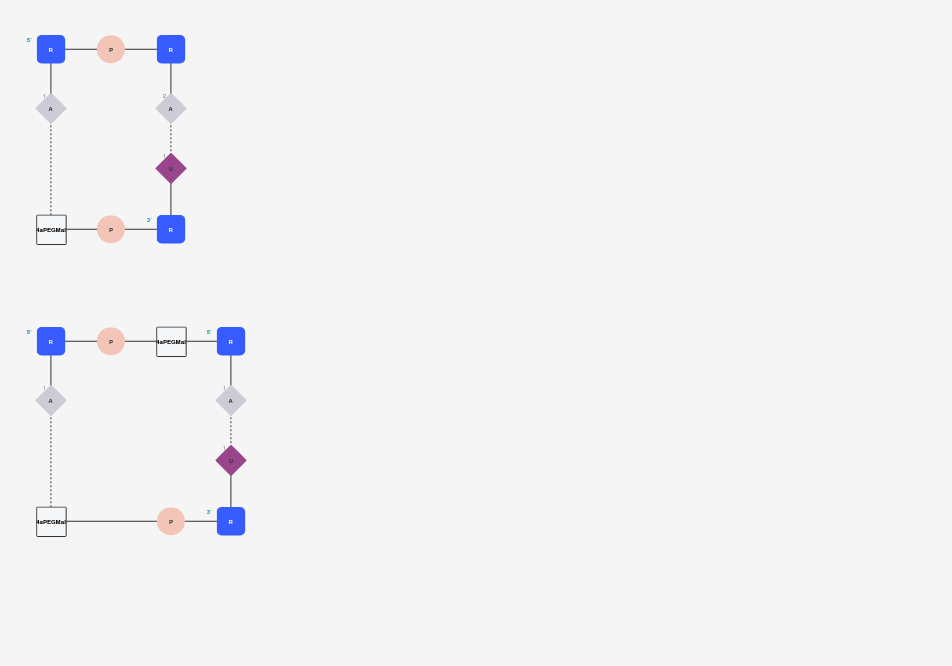 5'
R P R
1 2
A A
1
U
3'
4aPEGMal P R
5' 5'
R P 4aPEGMal R
1 1
A A
1
U
3'
4aPEGMal P R